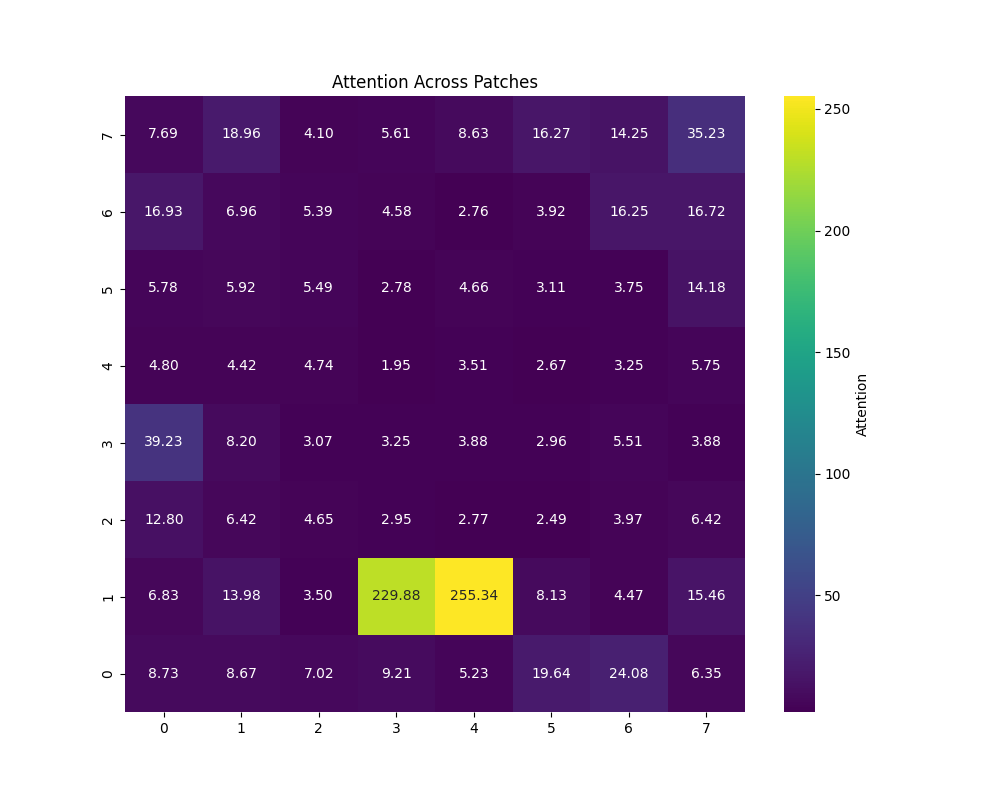 Attention Across Patches
7 7.69 18.96 4.10 5.61 8.63 16.27 14.25 35.23
6 16.93 6.96 5.39 4.58 2.76 3.92 16.25 16.72
5 5.78 5.92 5.49 2.78 4.66 3.11 3.75 14.18
4 4.80 4.42 4.74 1.95 3.51 2.67 3.25 5.75
3 39.23 8.20 3.07 3.25 3.88 2.96 5.51 3.88
2 12.80 6.42 4.65 2.95 2.77 2.49 3.97 6.42
1 6.83 13.98 3.50 229.88 255.34 8.13 4.47 15.46
0 8.73 8.67 7.02 9.21 5.23 19.64 24.08 6.35
0 1 2 3 4 5 6 7
250
200
150
100
50
Attention